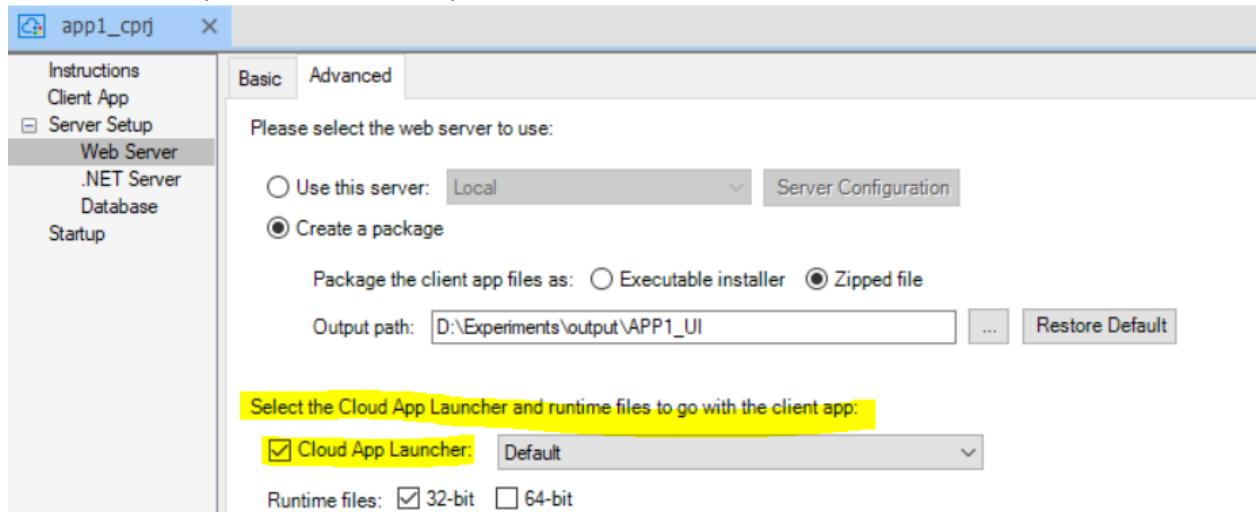 app1_cprj
Instructions
Client App
Server Setup
Web Server
.NET Server
Database
Startup
Basic Advanced
Please select the web server to use:
Use this server: Local Server Configuration
Create a package
Package the client app files as: Executable installer Zipped file
Output path: D:\Experiments\output\APP1_UI ... Restore Default
Select the Cloud App Launcher and runtime files to go with the client app:
Cloud App Launcher: Default
Runtime files: 32-bit 64-bit